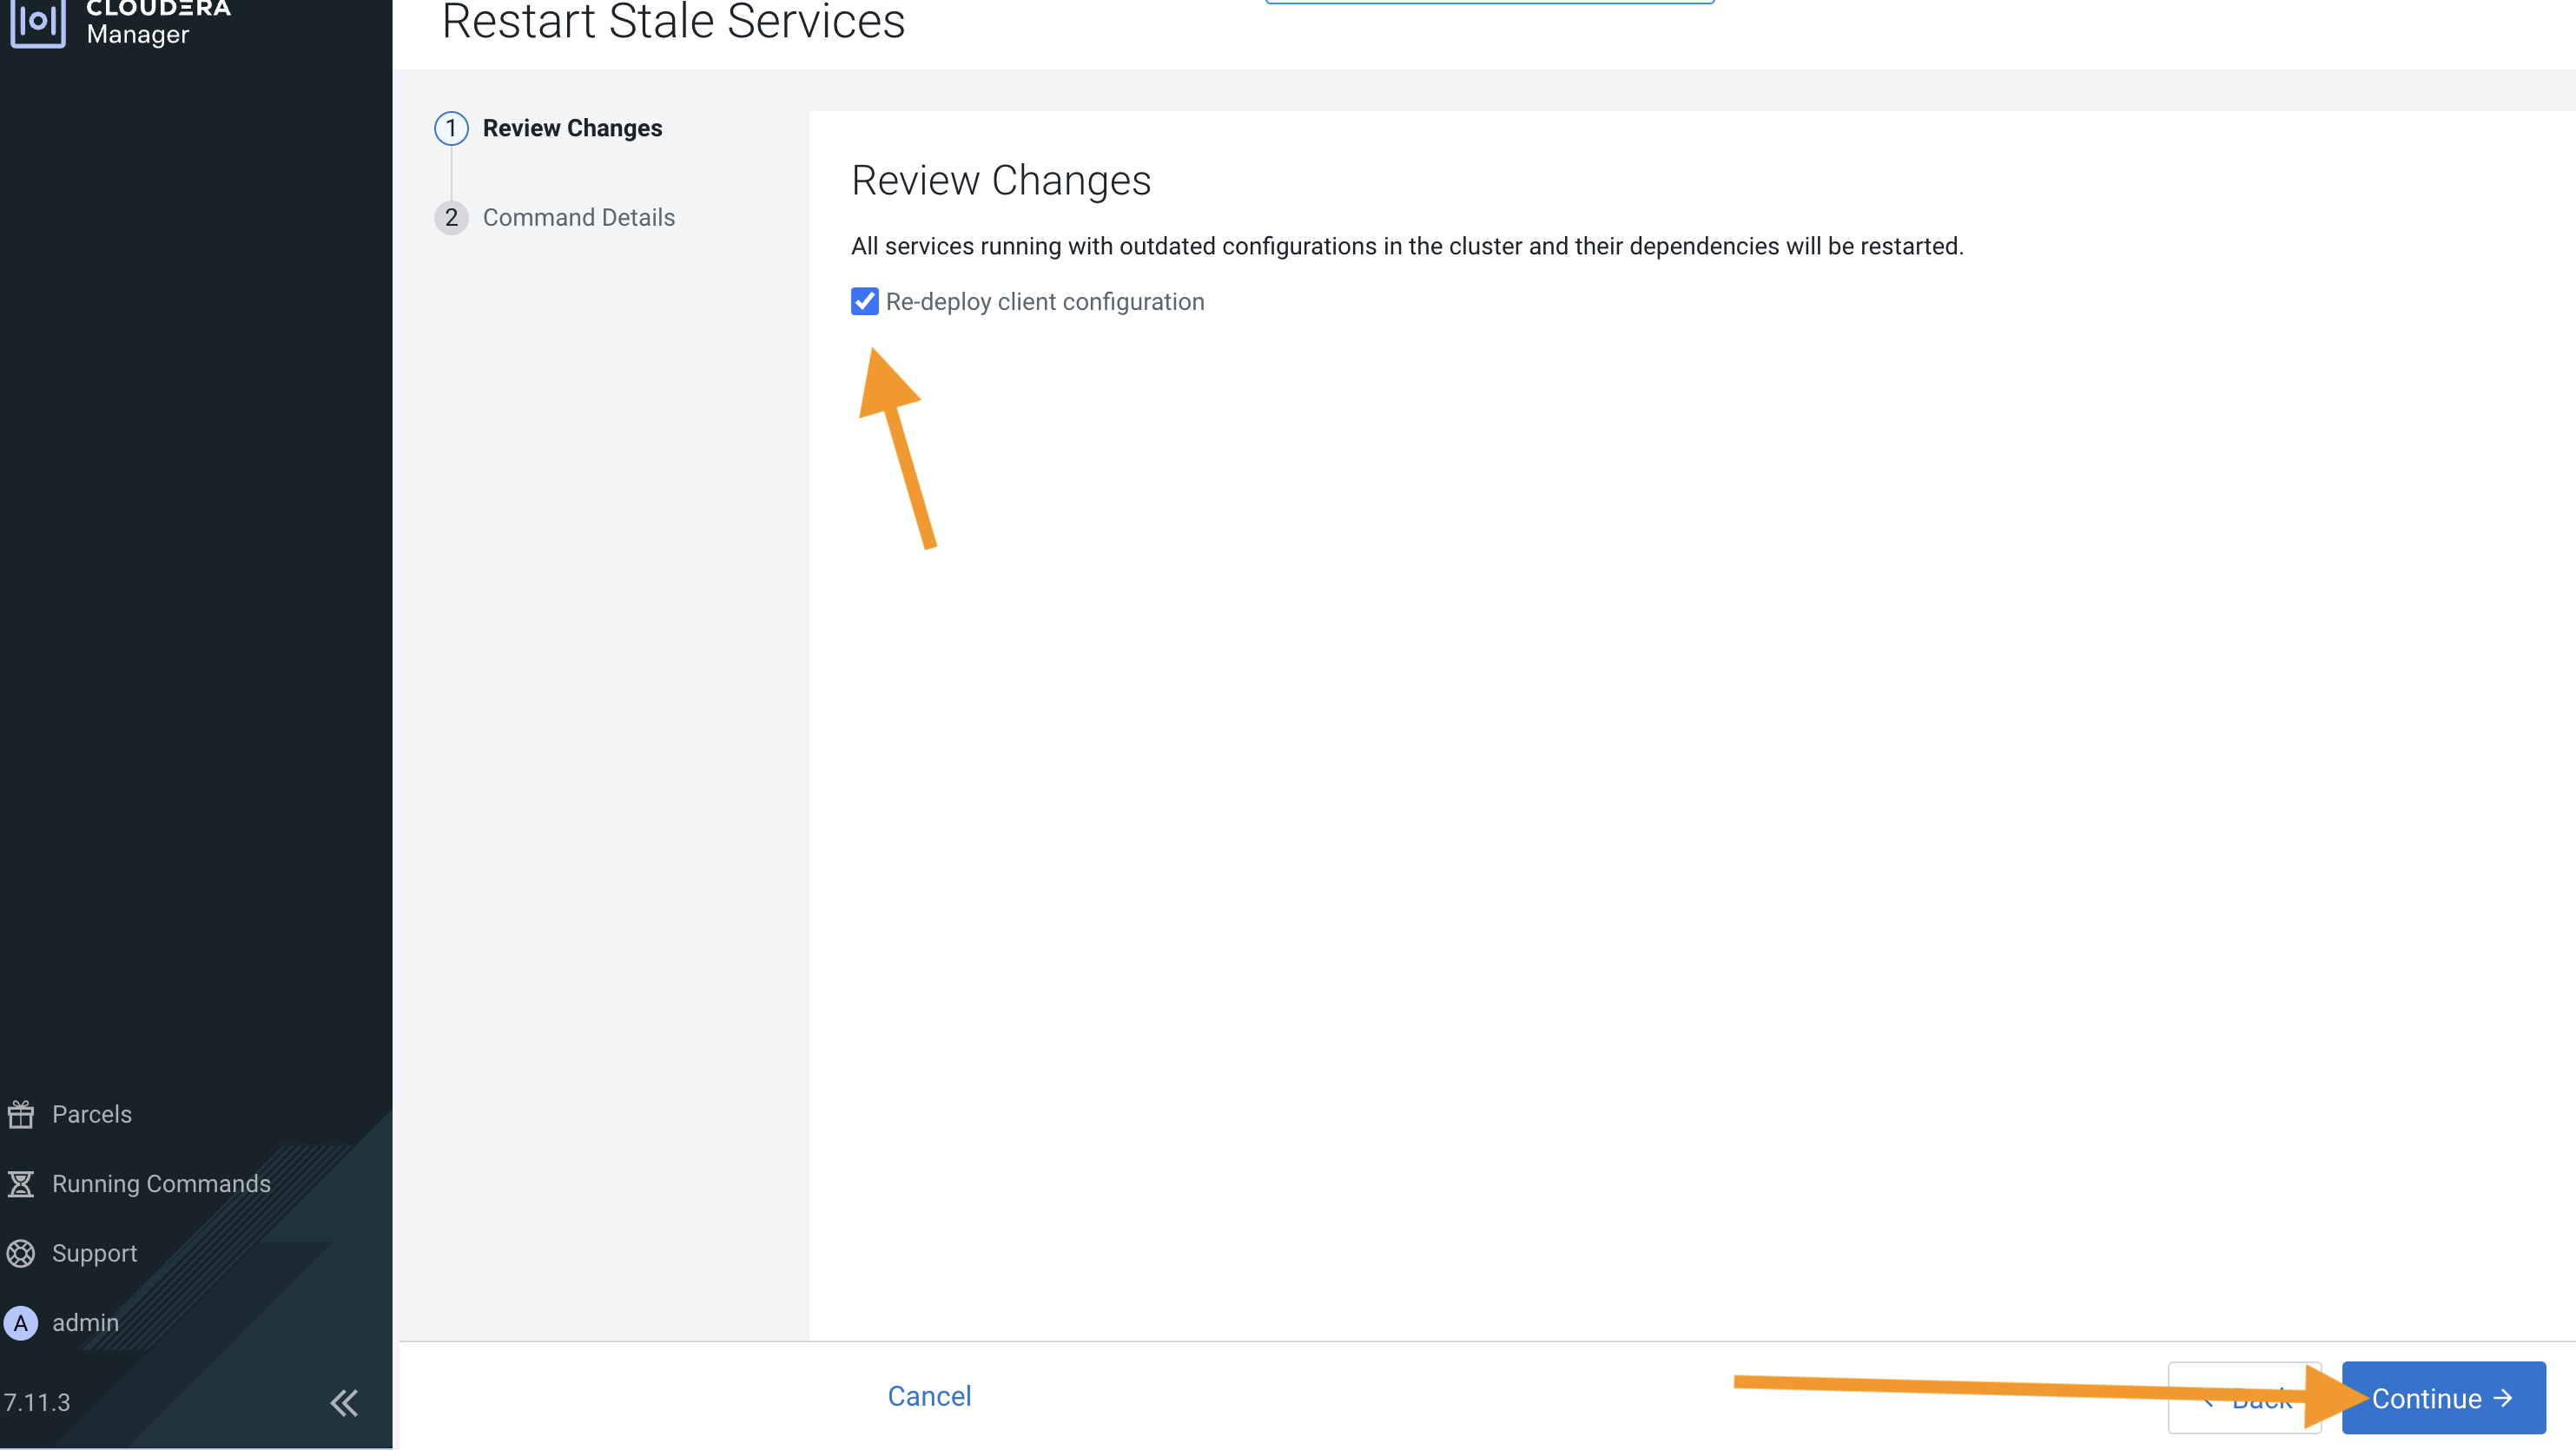 CLOUDERA
Manager
Restart Stale Services
1 Review Changes
2 Command Details
Review Changes
All services running with outdated configurations in the cluster and their dependencies will be restarted.
Re-deploy client configuration
Parcels
Running Commands
Support
A admin
7.11.3
Cancel
Back
Continue